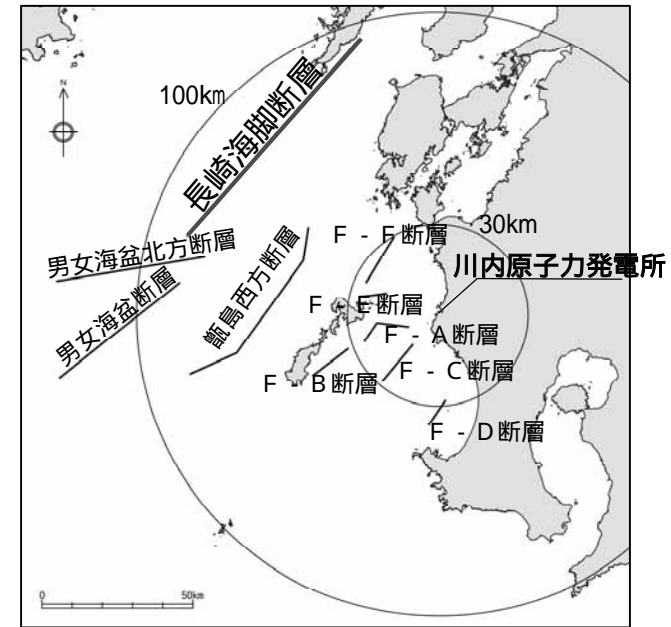 100km
長崎海脚断層
N
30km
F - F断層
川内原子力発電所
男女海盆北方断層
甑島西方断層
男女海盆断層
F - E断層
F - A断層
F - C断層
F - B断層
F - D断層
0
50km